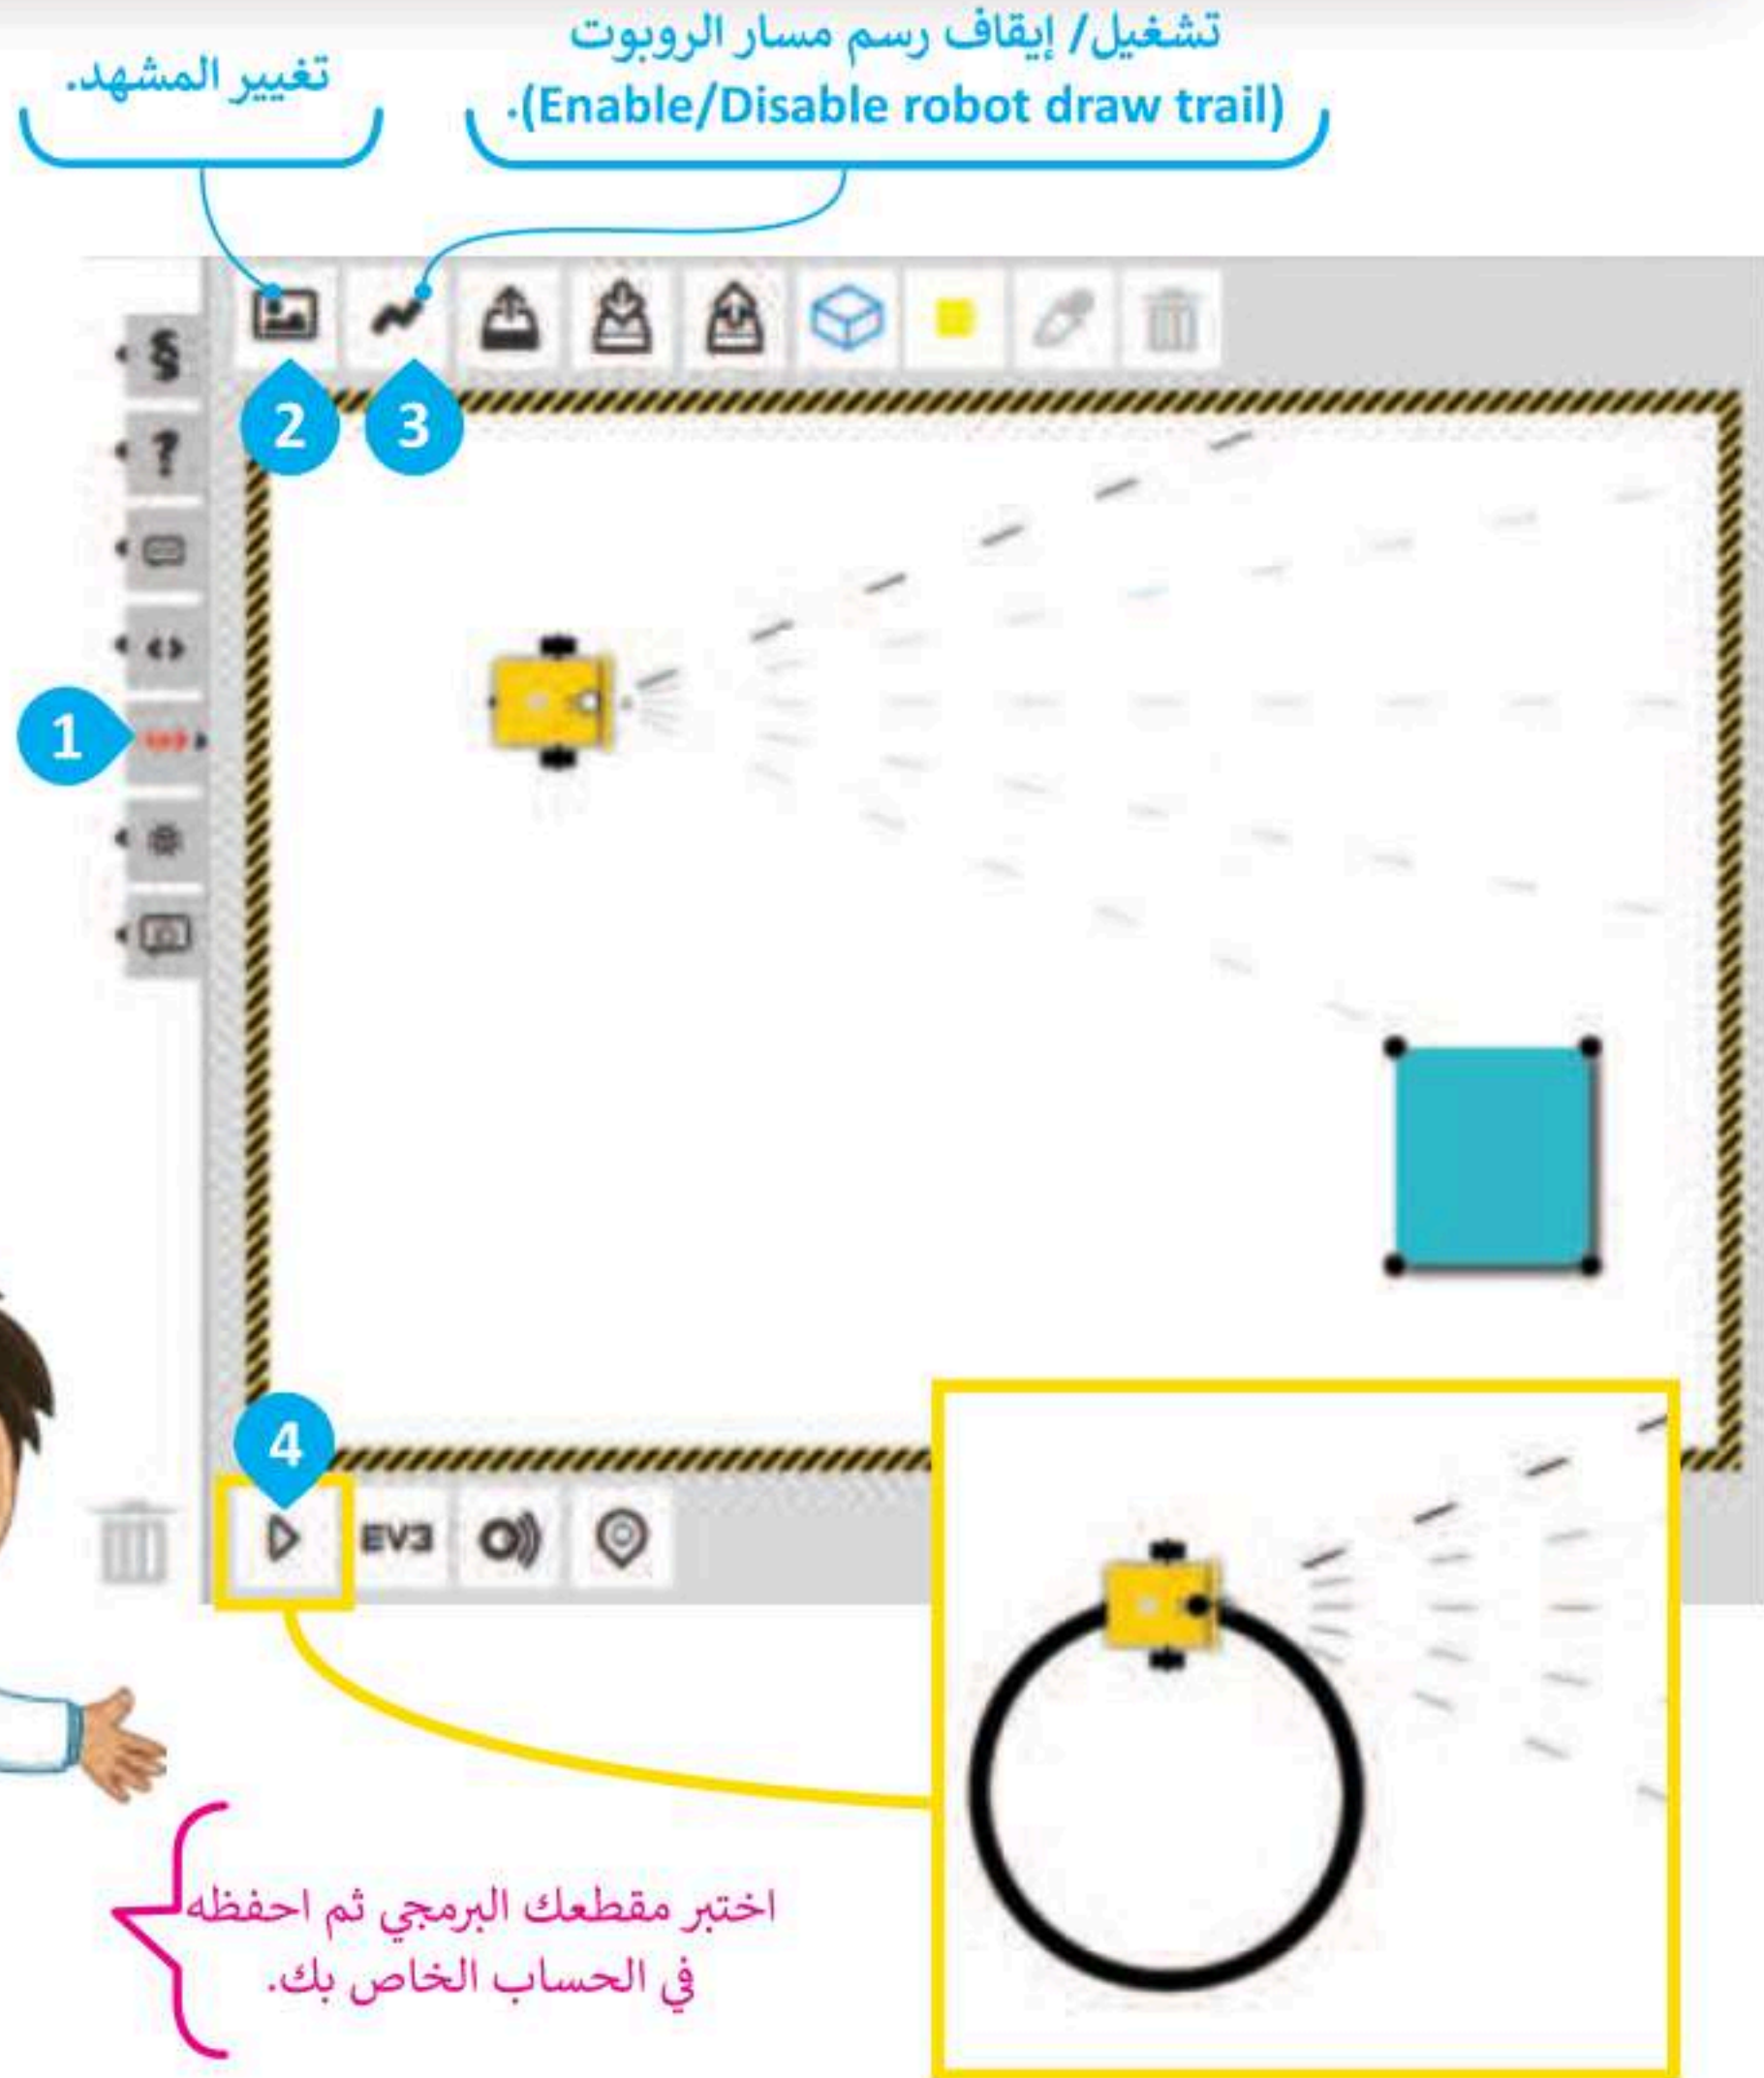 تشغيل/ إيقاف رسم مسار الروبوت
(Enable/Disable robot draw trail).
تغيير المشهد.
§
?
2
3
1
4
EV3
اختبر مقطعك البرمجي ثم احفظه
في الحساب الخاص بك.